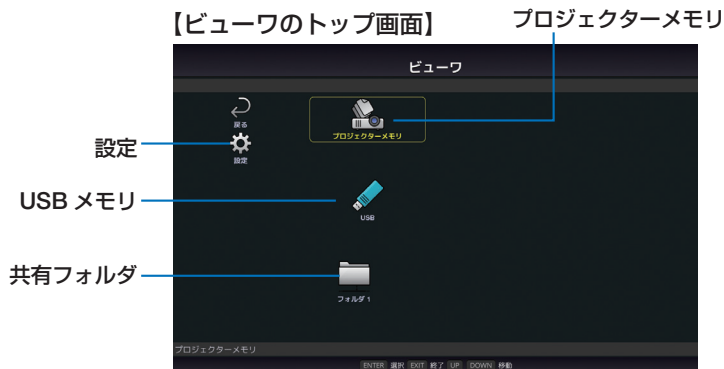 【ビューワのトップ画面】
プロジェクターメモリ
ビューワ
戻る
プロジェクターメモリ
設定
設定
USB メモリ
USB
共有フォルダ
フォルダ 1
プロジェクターメモリ
ENTER 選択 EXIT 終了 UP DOWN 移動